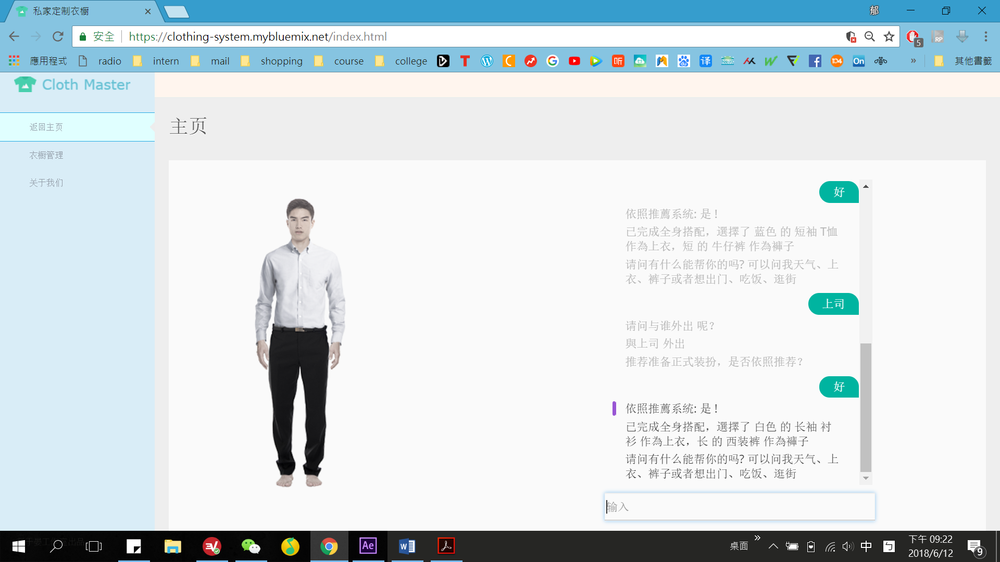 私家定制衣橱
郁
安全
https://clothing-system.mybluemix.net/index.html
5
RP
應用程式
radio
intern
mail
shopping
course
college
听
du
译
104
On
»
其他書籤
Cloth Master
返回主页
衣橱管理
关于我们
主页
好
依照推薦系統: 是 !
已完成全身搭配，選擇了 蓝色 的 短袖 T恤
作為上衣，短 的 牛仔裤 作為褲子
请问有什么能帮你的吗? 可以问我天气、上
衣、裤子或者想出门、吃饭、逛街
上司
请问与谁外出 呢?
與上司 外出
推荐准备正式装扮，是否依照推荐?
好
依照推薦系統: 是 !
已完成全身搭配，選擇了 白色 的 长袖 衬
衫 作為上衣，长 的 西装裤 作為褲子
请问有什么能帮你的吗? 可以问我天气、上
衣、裤子或者想出门、吃饭、逛街
输入
Ae
桌面
»
中
ㄅ
下午 09:22
2018/6/12
9